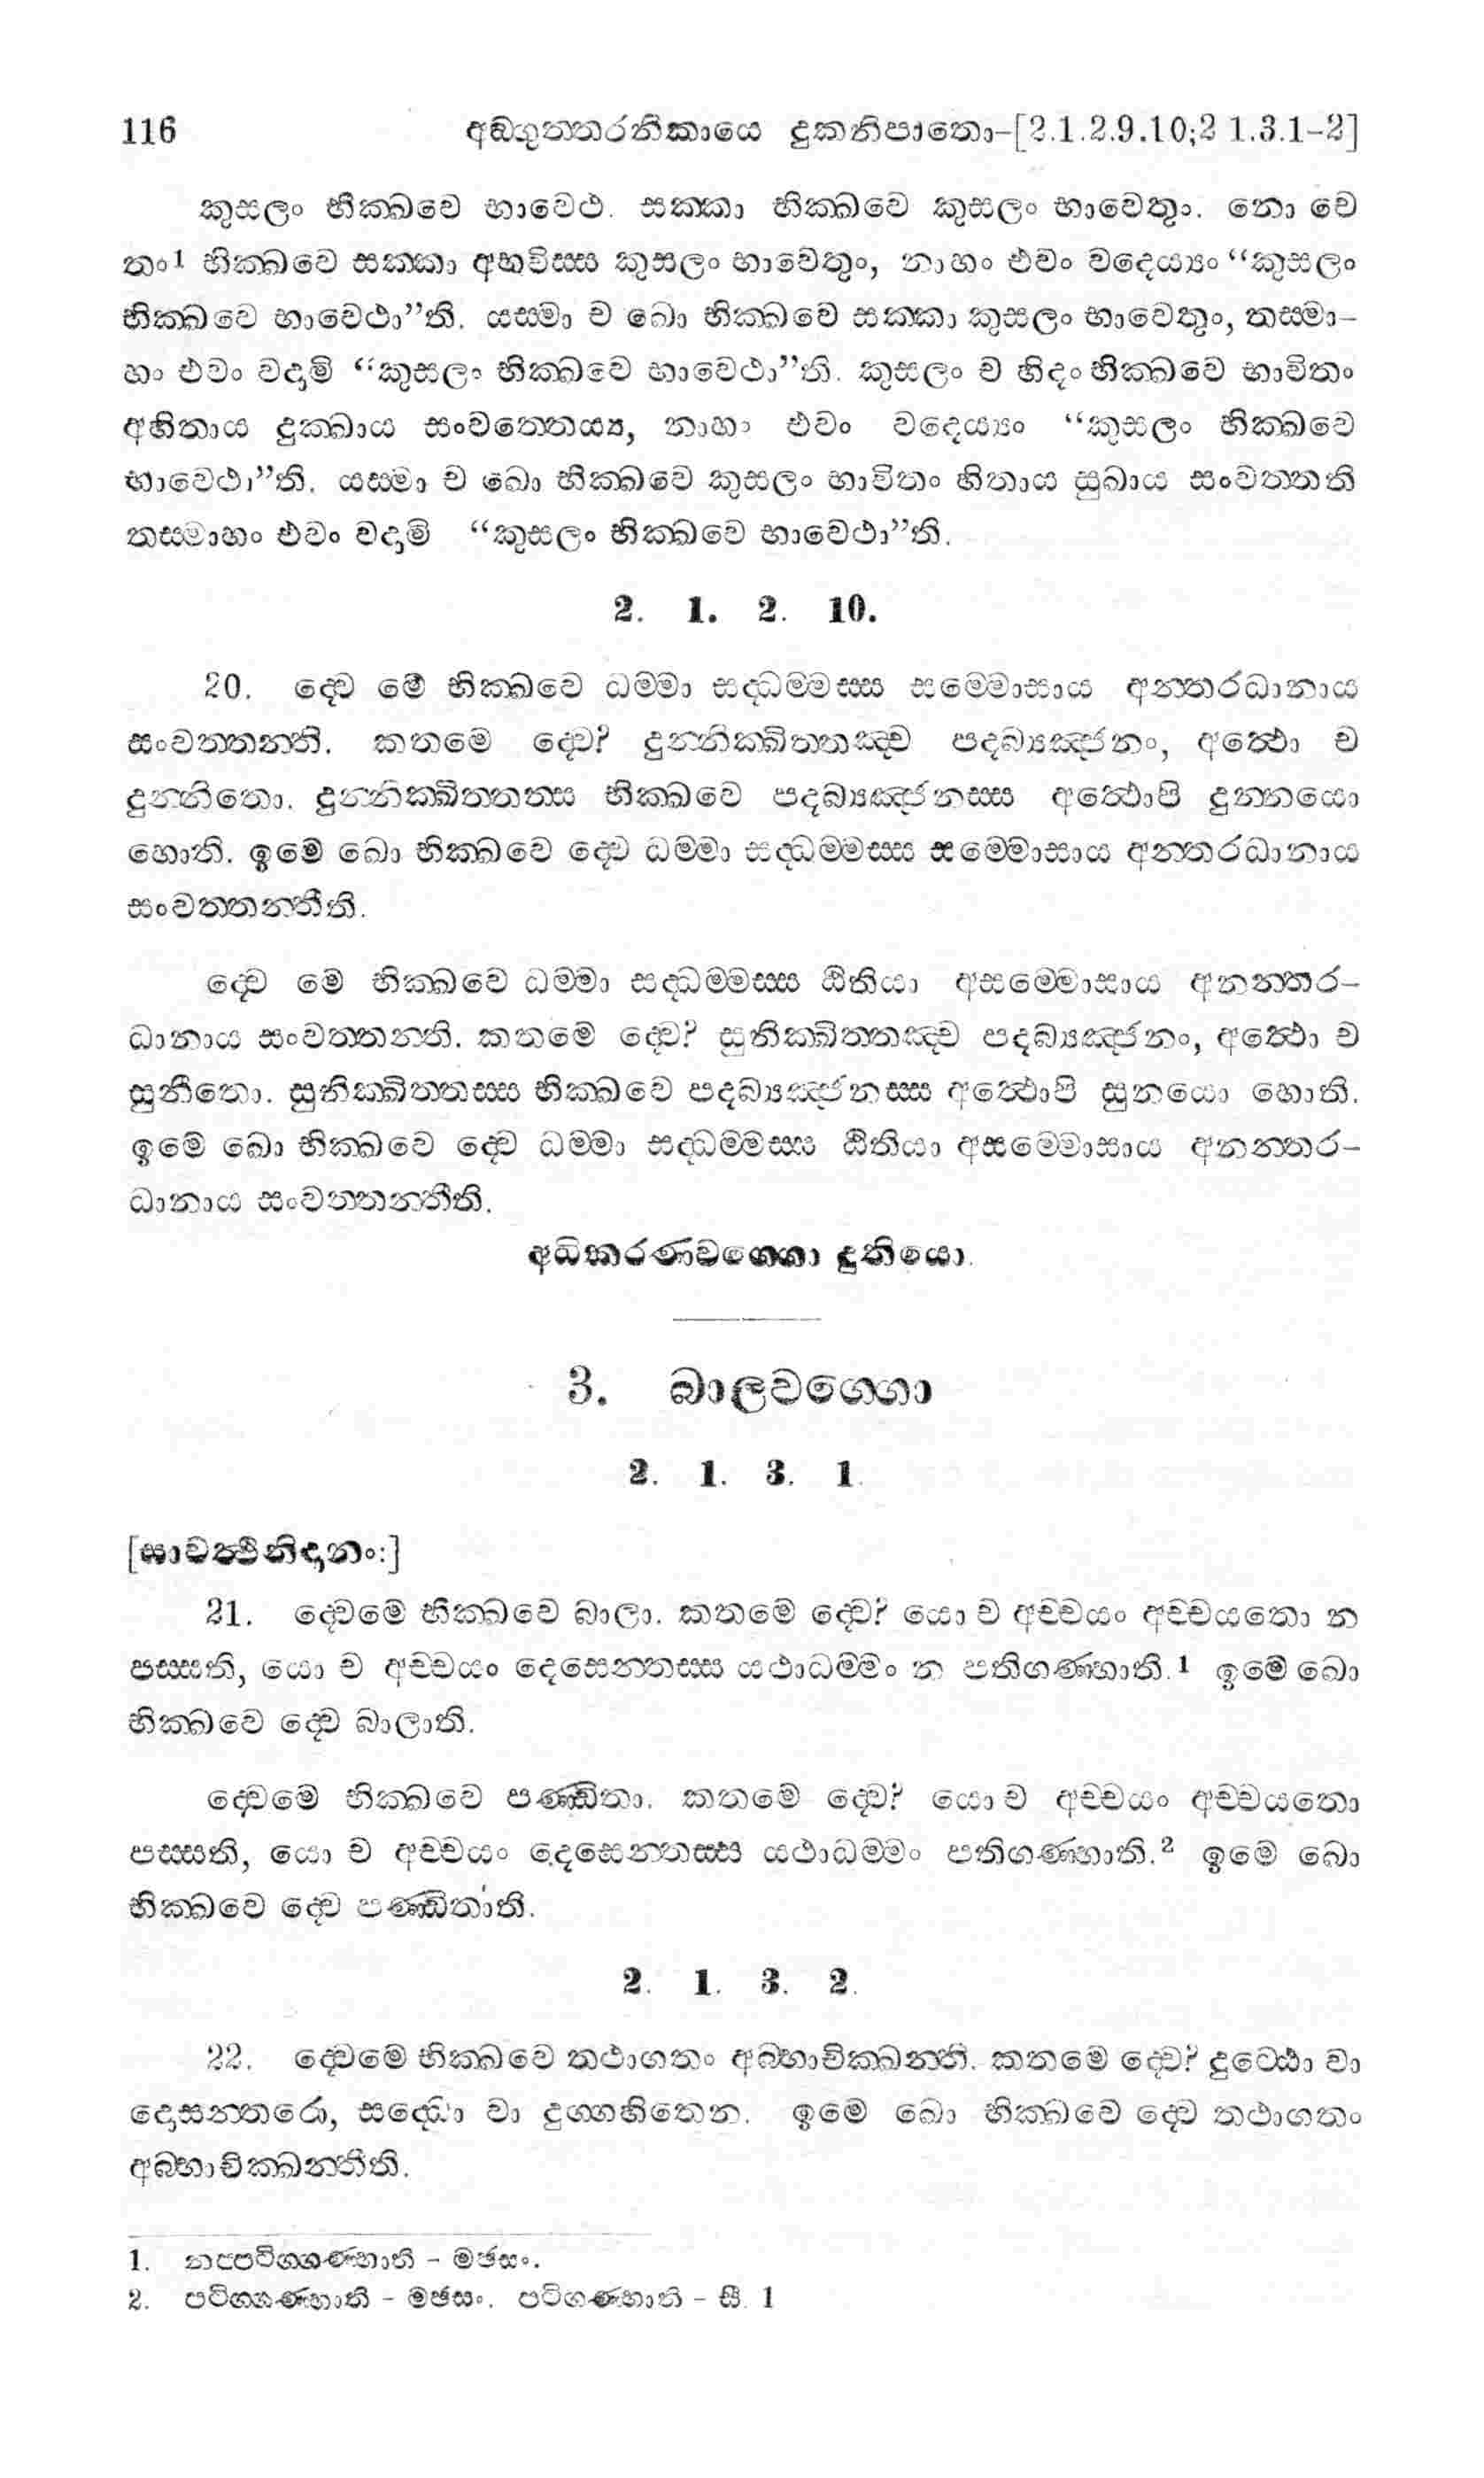 116 අඞ්ගුත්තරනිකායෙ දුකනිපාතො–[2.1.2.9.10;2 1.3.1–2]
කුසලං භික්ඛවෙ භාවෙථ. සක්කා භික්ඛවෙ කුසලං භාවෙතුං. නො චෙ
තං1 භික්ඛවෙ සක්කා අභවිස්ස කුසලං භාවෙතුං, නාහං එවං වදෙය්‍යං “කුසලං
භික්ඛවෙ භාවෙථා”ති. යස්මා ච ඛො භික්ඛවෙ සක්කා කුසලං භාවෙතුං, තස්මා–
හං එවං වදාමි “කුසලං භික්ඛවෙ භාවෙථා”ති. කුසලං ච හිදං භික්ඛවෙ භාවිතං
අහිතාය දුක්ඛාය සංවත්තෙය්‍ය, නාහං එවං වදෙය්‍යං “කුසලං භික්ඛවෙ
භාවෙථා”ති. යස්මා ච ඛො භික්ඛවෙ කුසලං භාවිතං හිතාය සුඛාය සංවත්තති
තස්මාහං එවං වදාමි “කුසලං භික්ඛවෙ භාවෙථා”ති.
2. 1. 2. 10.
20. ද්වෙ මෙ භික්ඛවෙ ධම්මා සද්ධම්මස්ස සම්මොසාය අන්තරධානාය
සංවත්තන්ති. කතමෙ ද්වෙ? දුන්නික්ඛිත්තඤ්ච පදබ්‍යඤ්ජනං, අත්ථො ච
දුන්නීතො. දුන්නික්ඛිත්තස්ස භික්ඛවෙ පදබ්‍යඤ්ජනස්ස අත්ථොපි දුන්නයො
හොති. ඉමෙ ඛො භික්ඛවෙ ද්වෙ ධම්මා සද්ධම්මස්ස සම්මොසාය අන්තරධානාය
සංවත්තන්තීති.
ද්වෙ මෙ භික්ඛවෙ ධම්මා සද්ධම්මස්ස ඨිතියා අසම්මොසාය අනන්තර–
ධානාය සංවත්තන්ති. කතමෙ ද්වෙ? සුනික්ඛිත්තඤ්ච පදබ්‍යඤ්ජනං, අත්ථො ච
සුනීතො. සුනික්ඛිත්තස්ස භික්ඛවෙ පදබ්‍යඤ්ජනස්ස අත්ථොපි සුනයො හොති.
ඉමෙ ඛො භික්ඛවෙ ද්වෙ ධම්මා සද්ධම්මස්ස ඨිතියා අසම්මොසාය අනන්තර–
ධානාය සංවත්තන්තීති.
අධිකරණවග්ගො දුතියො.
3. බාලවග්ගො
2. 1. 3. 1.
[සාවත්ථිනිදානං:]
21. ද්වෙමෙ භික්ඛවෙ බාලා. කතමෙ ද්වෙ? යො ච අච්චයං අච්චයතො න
පස්සති, යො ච අච්චයං දෙසෙන්තස්ස යථාධම්මං න පතිගණ්හාති.1 ඉමෙ ඛො
භික්ඛවෙ ද්වෙ බාලාති.
ද්වෙමෙ භික්ඛවෙ පණ්ඩිතා. කතමෙ ද්වෙ? යො ච අච්චයං අච්චයතො
පස්සති, යො ච අච්චයං දෙසෙන්තස්ස යථාධම්මං පතිගණ්හාති.2 ඉමෙ ඛො
භික්ඛවෙ ද්වෙ පණ්ඩිතාති.
2. 1. 3. 2.
22. ද්වෙමෙ භික්ඛවෙ තථාගතං අබ්භාචික්ඛන්ති. කතමෙ ද්වෙ? දුට්ඨො වා
දොසන්තරො, සද්ධො වා දුග්ගහිතෙන. ඉමෙ ඛො භික්ඛවෙ ද්වෙ තථාගතං
අබ්භාචික්ඛන්තීති.
1. නප්පටිග්ගණ්හාති – මඡසං.
2. පටිග්ගණ්හාති – මඡසං. පටිගණ්හාති – සී. 1